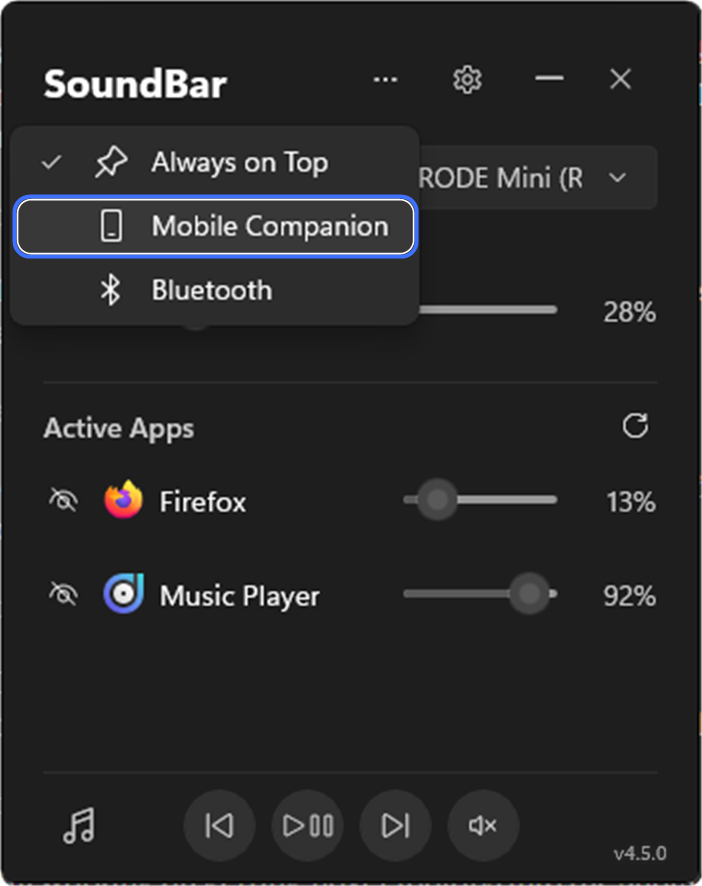 SoundBar
Always on Top
RODE Mini (R
Mobile Companion
Bluetooth
28%
Active Apps
Firefox
13%
Music Player
92%
v4.5.0